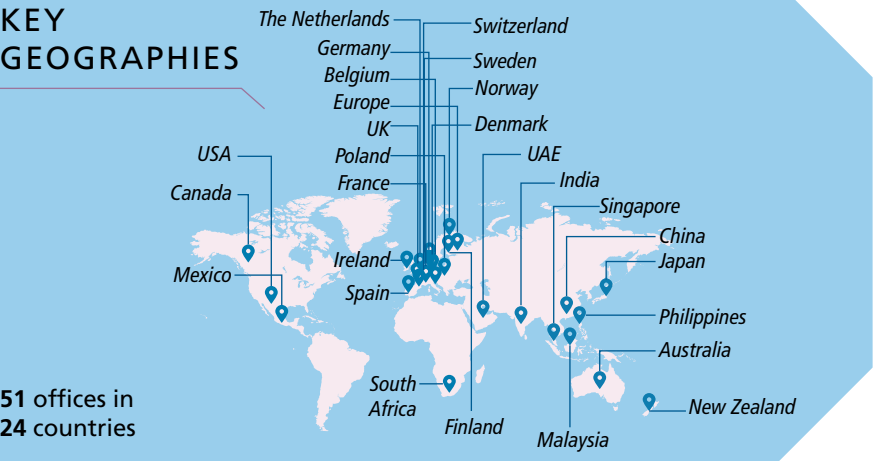 KEY
GEOGRAPHIES
The Netherlands
Switzerland
Germany
Sweden
Belgium
Norway
Europe
UK
Denmark
USA
Poland
UAE
Canada
France
India
Singapore
China
Ireland
Japan
Mexico
Spain
Philippines
Australia
South
Africa
51 offices in
24 countries
New Zealand
Finland
Malaysia